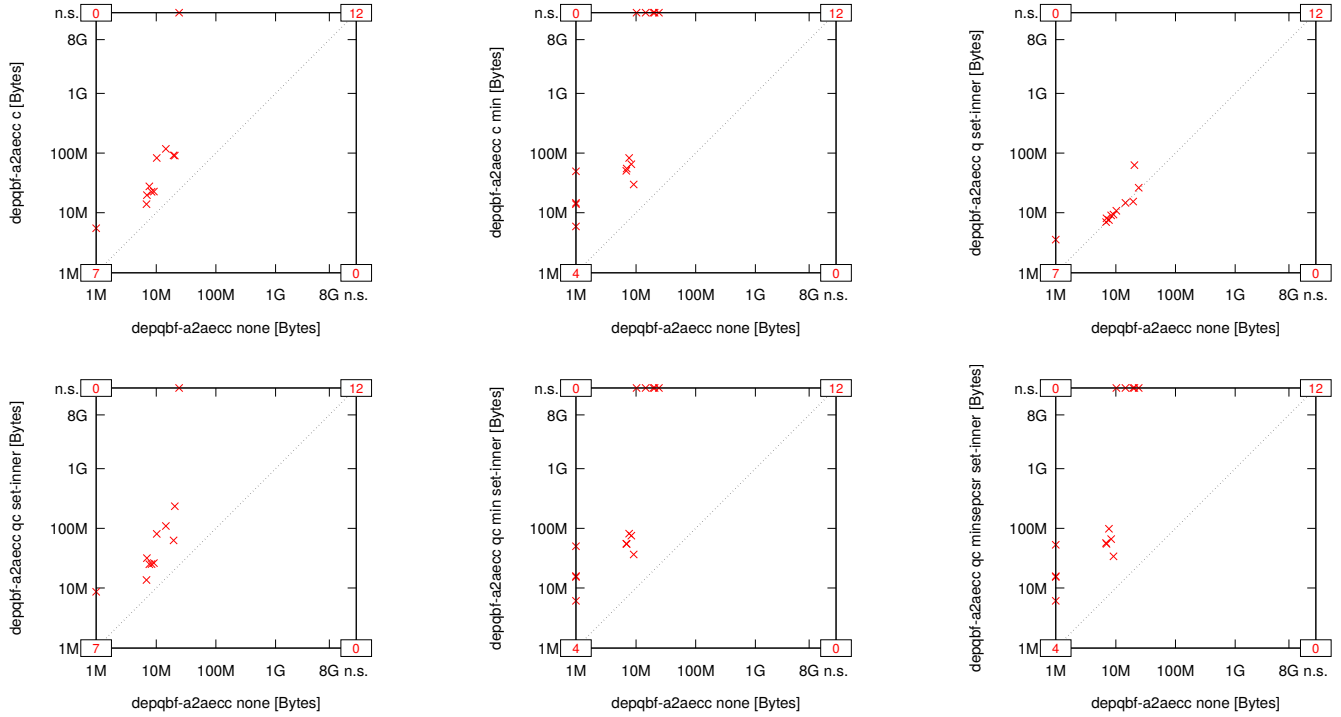 n.s. 0 12
8G
1G
100M
10M
1M 7 0
1M 10M 100M 1G 8G n.s.
depqbf-a2aecc none [Bytes]
depqbf-a2aecc c [Bytes]
n.s. 0 12
8G
1G
100M
10M
1M 4 0
1M 10M 100M 1G 8G n.s.
depqbf-a2aecc none [Bytes]
depqbf-a2aecc c min [Bytes]
n.s. 0 12
8G
1G
100M
10M
1M 7 0
1M 10M 100M 1G 8G n.s.
depqbf-a2aecc none [Bytes]
depqbf-a2aecc q set-inner [Bytes]
n.s. 0 12
8G
1G
100M
10M
1M 7 0
1M 10M 100M 1G 8G n.s.
depqbf-a2aecc none [Bytes]
depqbf-a2aecc qc set-inner [Bytes]
n.s. 0 12
8G
1G
100M
10M
1M 4 0
1M 10M 100M 1G 8G n.s.
depqbf-a2aecc none [Bytes]
depqbf-a2aecc qc min set-inner [Bytes]
n.s. 0 12
8G
1G
100M
10M
1M 4 0
1M 10M 100M 1G 8G n.s.
depqbf-a2aecc none [Bytes]
depqbf-a2aecc qc minsepcsr set-inner [Bytes]